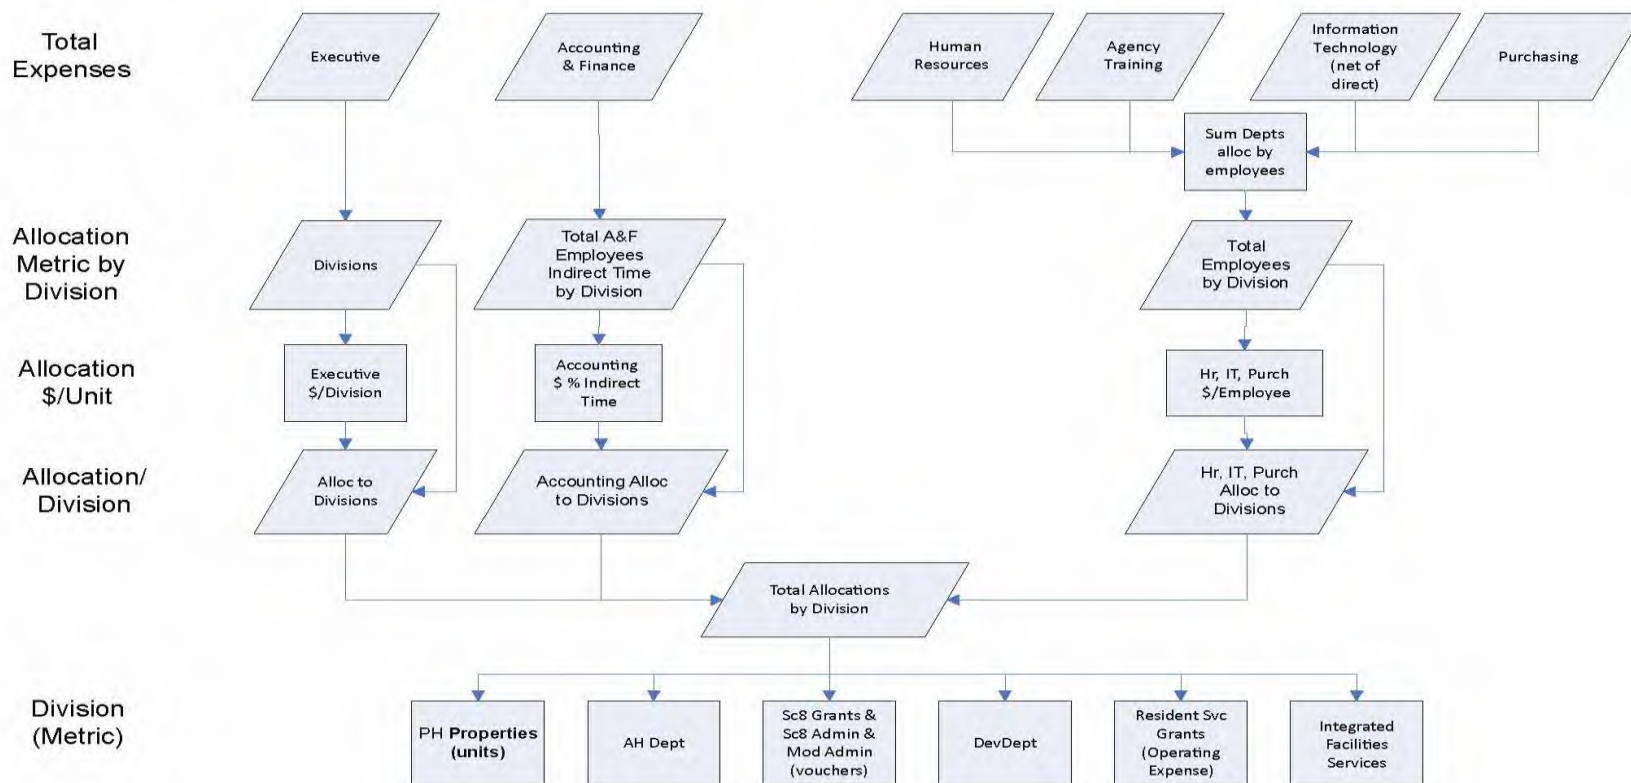 Total
Expenses
Executive
Accounting
& Finance
Human
Resources
Agency
Training
Information
Technology
(net of
direct)
Purchasing
Sum Depts
alloc by
employees
Allocation
Metric by
Division
Divisions
Total A&F
Employees
Indirect Time
by Division
Total
Employees
by Division
Allocation
$/Unit
Executive
$/Division
Accounting
$ % Indirect
Time
Hr, IT, Purch
$/Employee
Allocation/
Division
Alloc to
Divisions
Accounting Alloc
to Divisions
Hr, IT, Purch
Alloc to
Divisions
Total Allocations
by Division
Division
(Metric)
PH Properties
(units)
AH Dept
Sc8 Grants &
Sc8 Admin &
Mod Admin
(vouchers)
DevDept
Resident Svc
Grants
(Operating
Expense)
Integrated
Facilities
Services